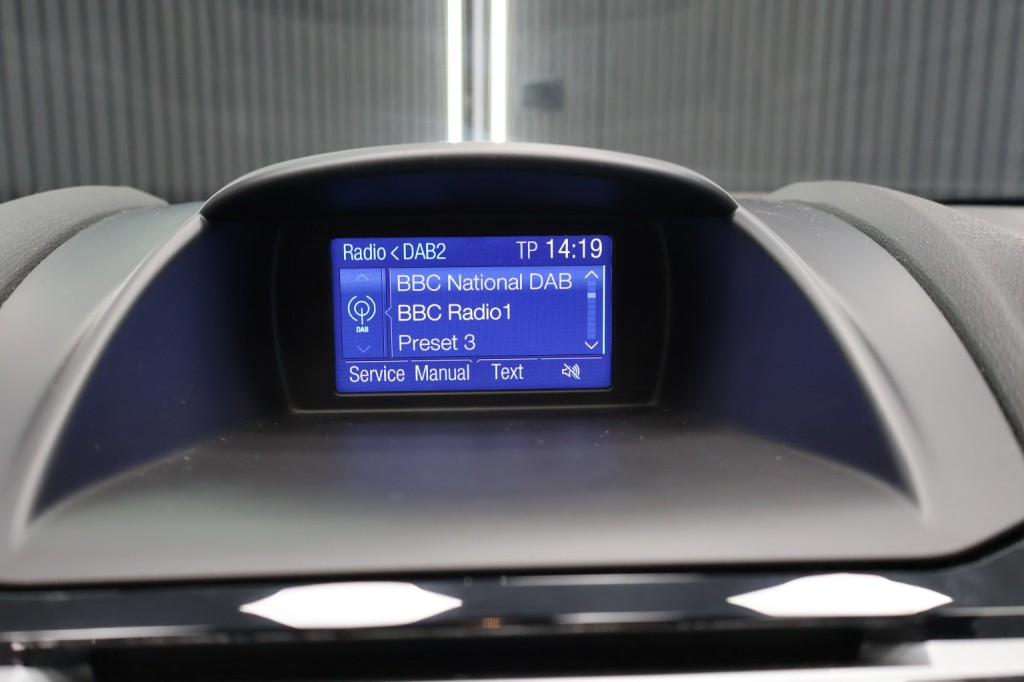 Radio < DAB2 TP 14:19
BBC National DAB
BBC Radio1
DAB
Preset 3
Service Manual Text